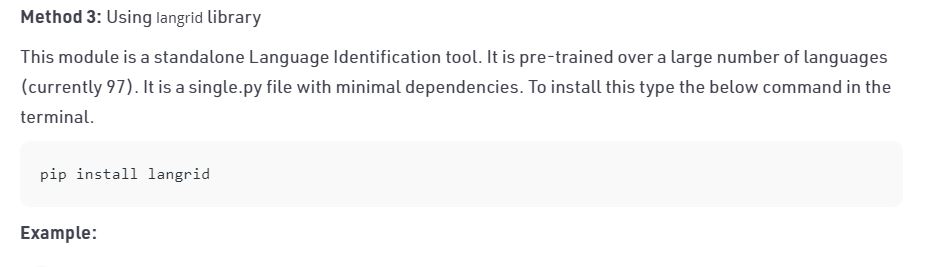 Method 3: Using langrid library
This module is a standalone Language Identification tool. It is pre-trained over a large number of languages
(currently 97). It is a single.py file with minimal dependencies. To install this type the below command in the
terminal.
pip install langrid
Example: